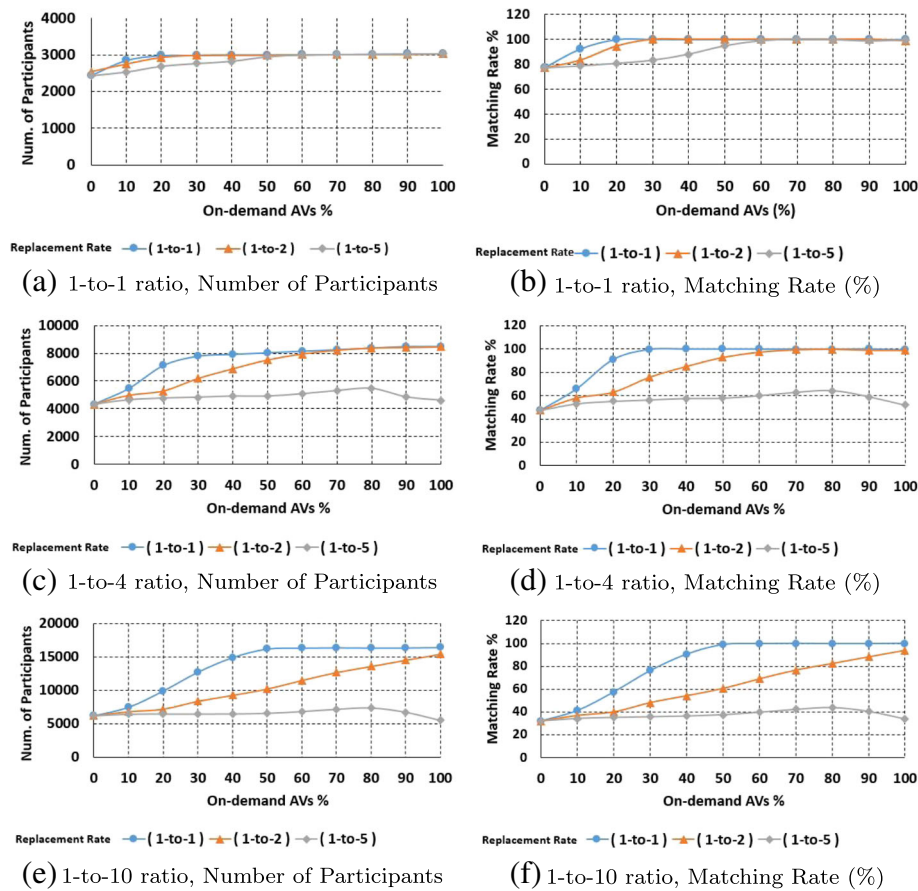 Num. of Participants
4000
3000
2000
1000
0
0 10 20 30 40 50 60 70 80 90 100
On-demand AVs %
Replacement Rate ( 1-to-1 ) ( 1-to-2 ) ( 1-to-5 )
(a) 1-to-1 ratio, Number of Participants
Matching Rate %
120
100
80
60
40
20
0
0 10 20 30 40 50 60 70 80 90 100
On-demand AVs (%)
Replacement Rate ( 1-to-1 ) ( 1-to-2 ) ( 1-to-5 )
(b) 1-to-1 ratio, Matching Rate (%)
Num. of Participants
10000
8000
6000
4000
2000
0
0 10 20 30 40 50 60 70 80 90 100
On-demand AVs %
Replacement Rate ( 1-to-1 ) ( 1-to-2 ) ( 1-to-5 )
(c) 1-to-4 ratio, Number of Participants
Matching Rate %
120
100
80
60
40
20
0
0 10 20 30 40 50 60 70 80 90 100
On-demand AVs %
Replacement Rate ( 1-to-1 ) ( 1-to-2 ) ( 1-to-5 )
(d) 1-to-4 ratio, Matching Rate (%)
Num. of Participants
20000
15000
10000
5000
0
0 10 20 30 40 50 60 70 80 90 100
On-demand AVs %
Replacement Rate ( 1-to-1 ) ( 1-to-2 ) ( 1-to-5 )
(e) 1-to-10 ratio, Number of Participants
Matching Rate %
120
100
80
60
40
20
0
0 10 20 30 40 50 60 70 80 90 100
On-demand AVs %
Replacement Rate ( 1-to-1 ) ( 1-to-2 ) ( 1-to-5 )
(f) 1-to-10 ratio, Matching Rate (%)